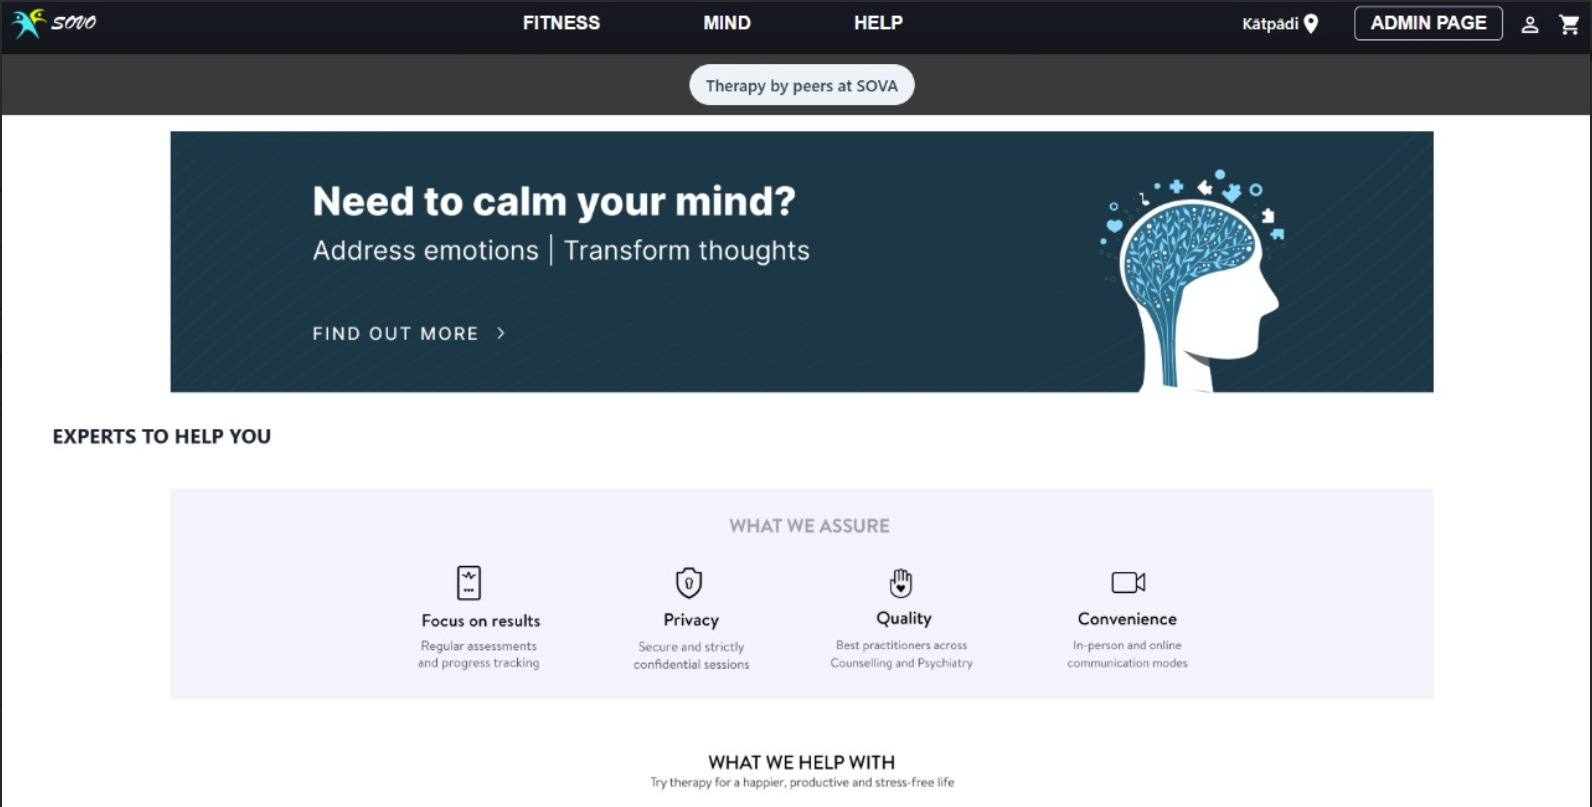 SOVO
FITNESS
MIND
HELP
Kātpādi
ADMIN PAGE
Therapy by peers at SOVA
Need to calm your mind?
Address emotions | Transform thoughts
FIND OUT MORE >
EXPERTS TO HELP YOU
WHAT WE ASSURE
Focus on results
Regular assessments
and progress tracking
Privacy
Secure and strictly
confidential sessions
Quality
Best practitioners across
Counselling and Psychiatry
Convenience
In-person and online
communication modes
WHAT WE HELP WITH
Try therapy for a happier, productive and stress-free life